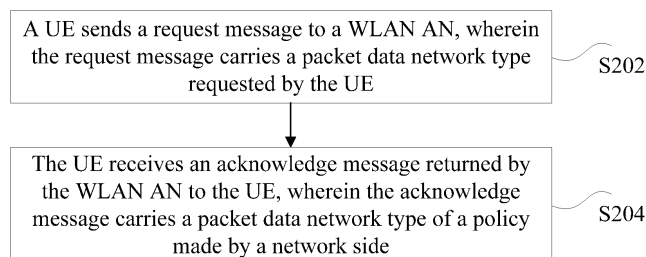 A UE sends a request message to a WLAN AN, wherein
the request message carries a packet data network type
requested by the UE
S202
The UE receives an acknowledge message returned by
the WLAN AN to the UE, wherein the acknowledge
message carries a packet data network type of a policy
made by a network side
S204